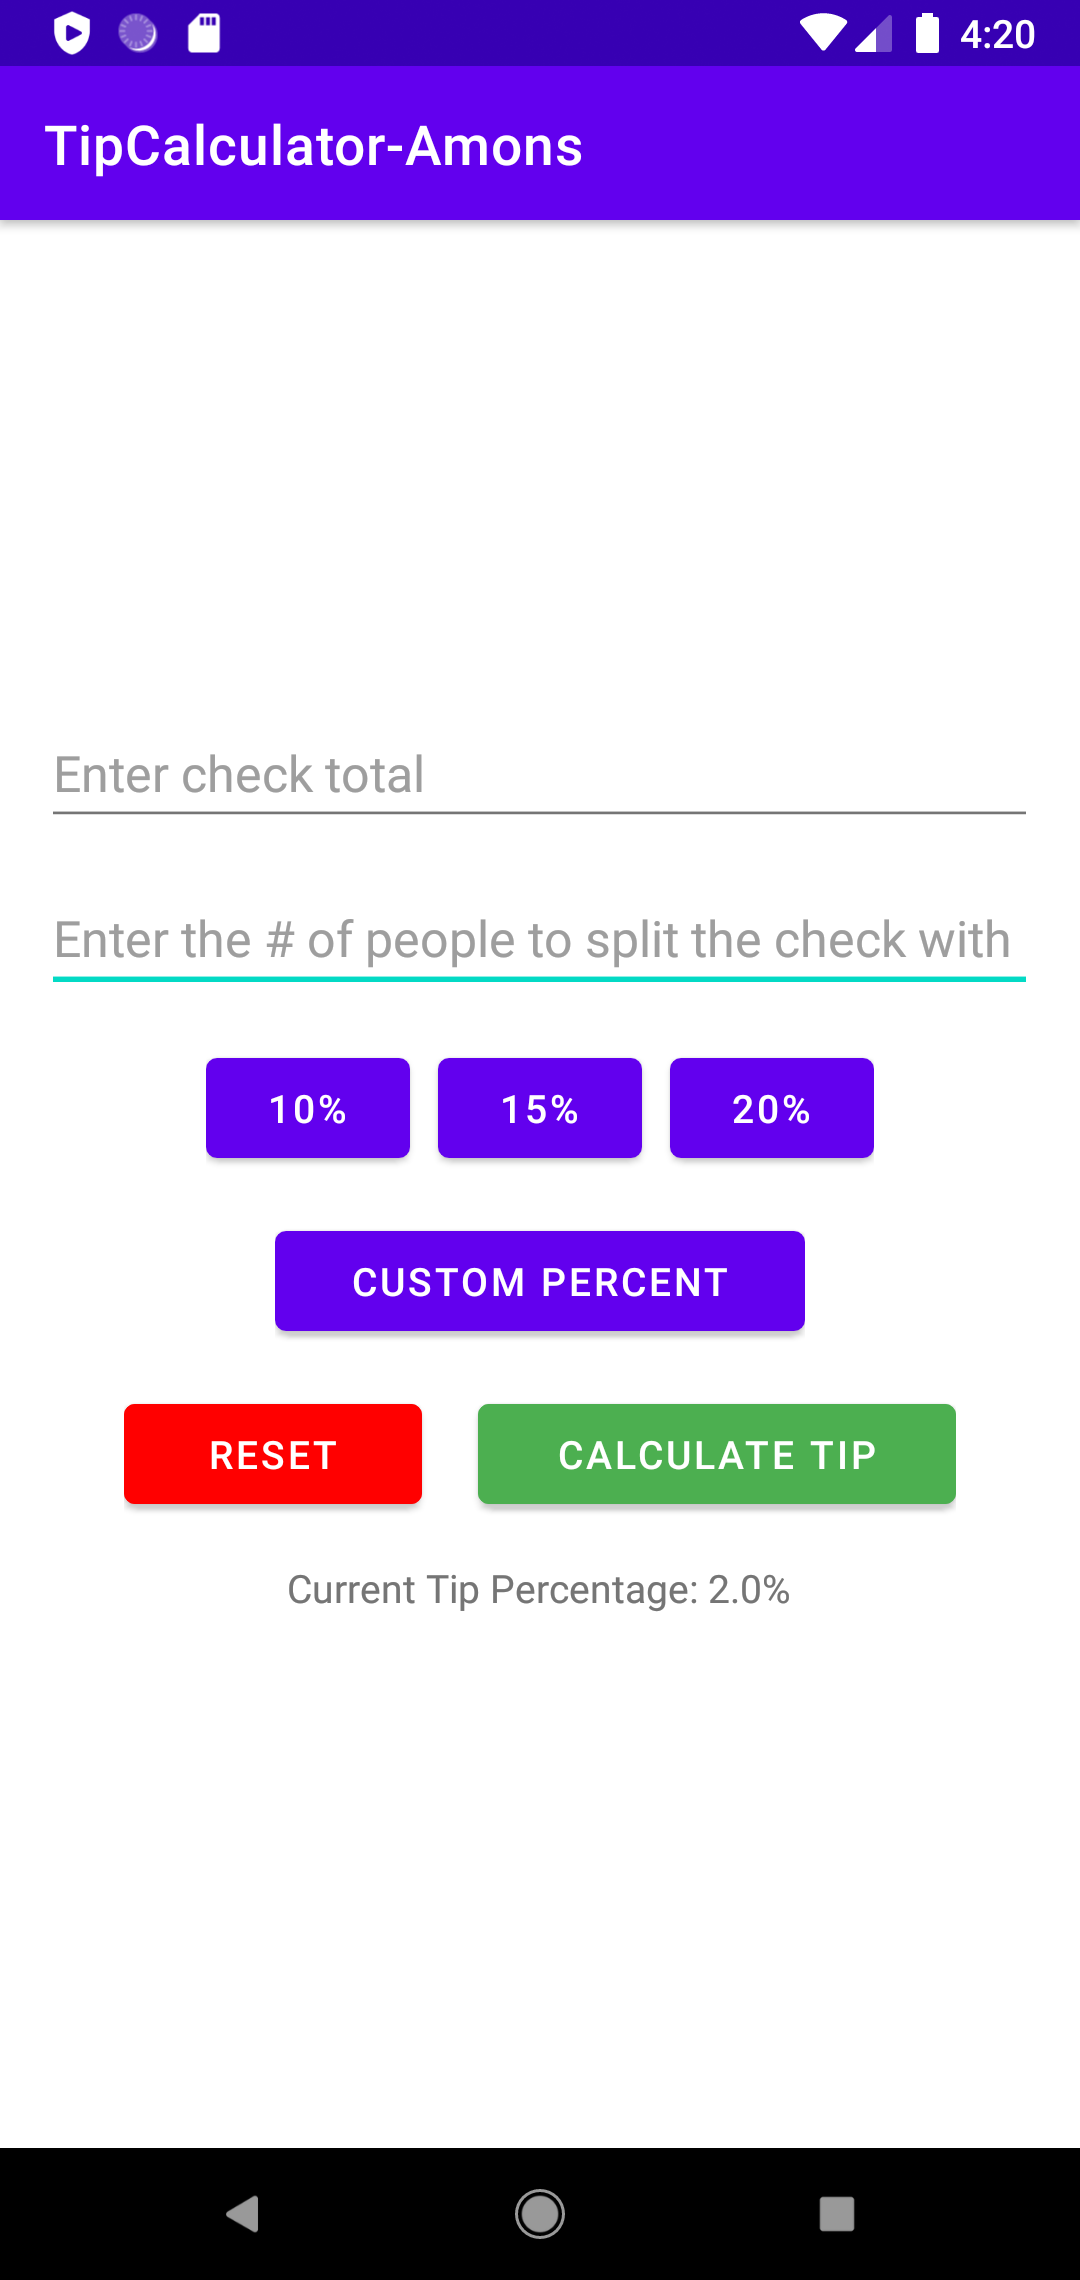 4:20
TipCalculator-Amons
Enter check total
Enter the # of people to split the check with
10% 15% 20%
CUSTOM PERCENT
RESET CALCULATE TIP
Current Tip Percentage: 2.0%